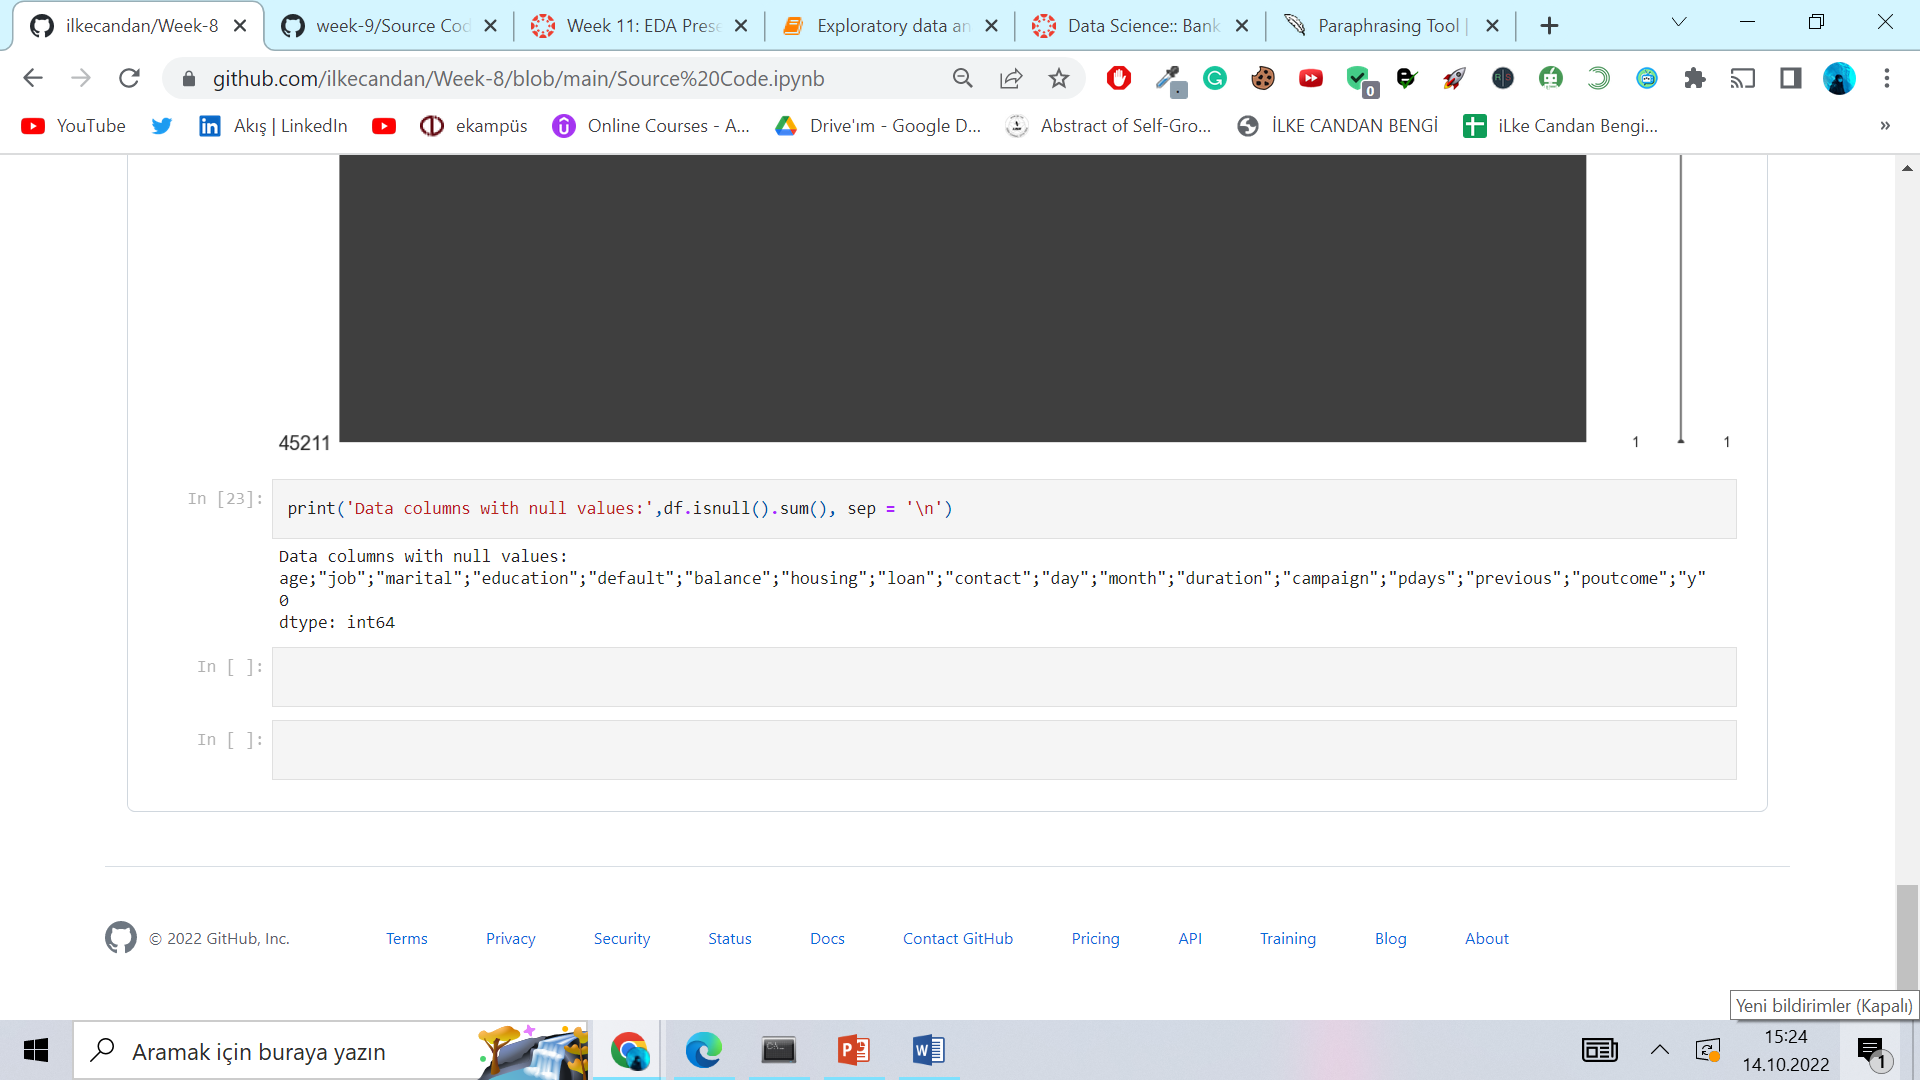 ilkecandan/Week-8
week-9/Source Cod
Week 11: EDA Prese
Exploratory data an
Data Science:: Bank
Paraphrasing Tool |
github.com/ilkecandan/Week-8/blob/main/Source%20Code.ipynb
0
YouTube
Akış | LinkedIn
ekampüs
Online Courses - A...
Drive'ım - Google D...
Abstract of Self-Gro...
İLKE CANDAN BENGİ
iLke Candan Bengi...
»
45211
1
1
In [23]:
print('Data columns with null values:',df.isnull().sum(), sep = '\n')
Data columns with null values:
age;"job";"marital";"education";"default";"balance";"housing";"loan";"contact";"day";"month";"duration";"campaign";"pdays";"previous";"poutcome";"y"
0
dtype: int64
In [ ]:
In [ ]:
© 2022 GitHub, Inc.
Terms
Privacy
Security
Status
Docs
Contact GitHub
Pricing
API
Training
Blog
About
Yeni bildirimler (Kapalı)
Aramak için buraya yazın
15:24
14.10.2022
1